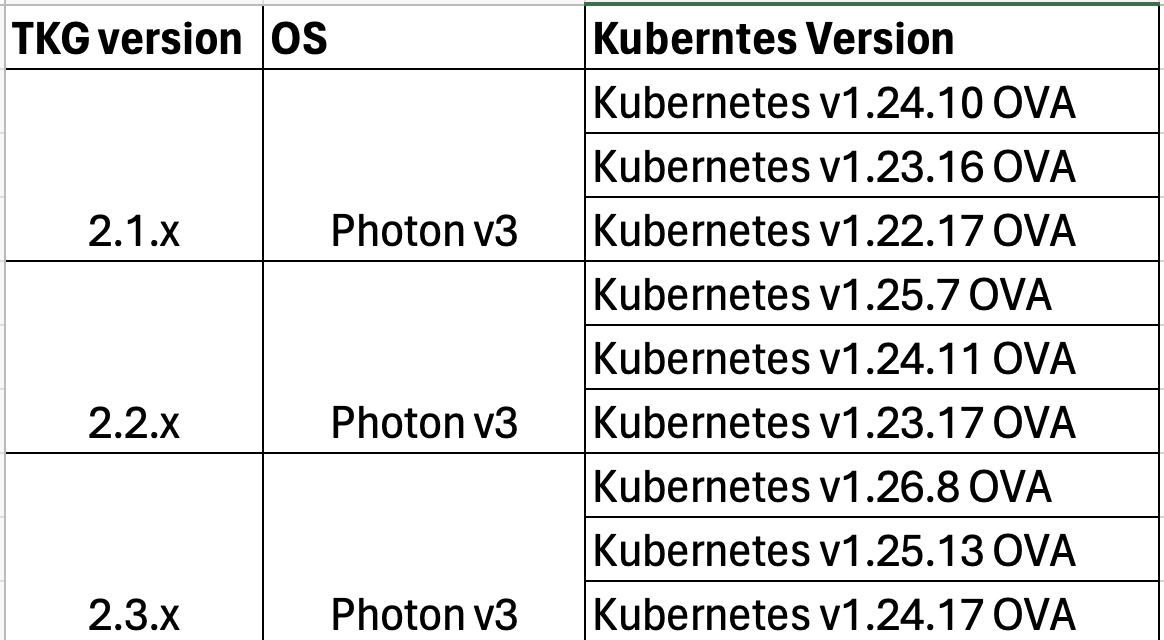 TKG version OS Kuberntes Version
Kubernetes v1.24.10 OVA
Kubernetes v1.23.16 OVA
2.1.x Photon v3 Kubernetes v1.22.17 OVA
Kubernetes v1.25.7 OVA
Kubernetes v1.24.11 OVA
2.2.x Photon v3 Kubernetes v1.23.17 OVA
Kubernetes v1.26.8 OVA
Kubernetes v1.25.13 OVA
2.3.x Photon v3 Kubernetes v1.24.17 OVA